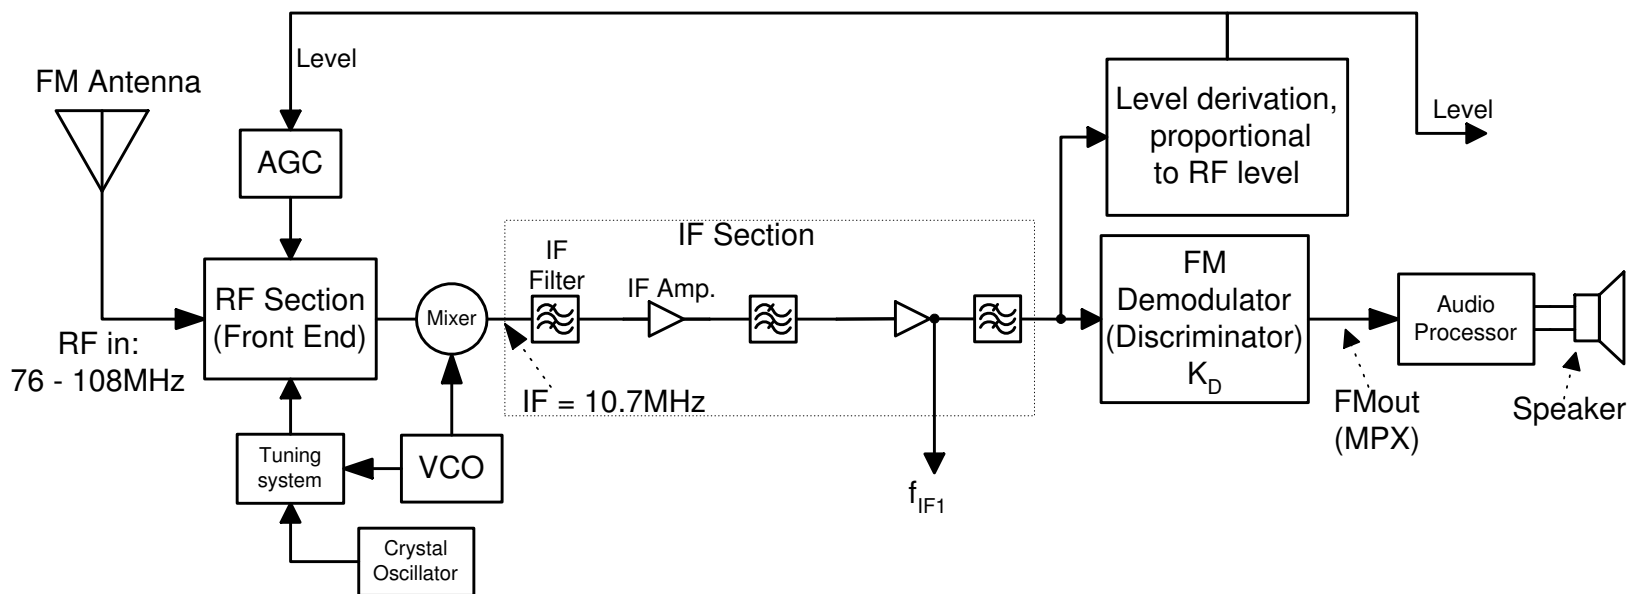 Level
FM Antenna
AGC
Level derivation,
proportional
to RF level
Level
RF Section
(Front End)
RF in:
76 - 108MHz
Mixer
IF Section
IF
Filter
IF Amp.
IF = 10.7MHz
FM
Demodulator
(Discriminator)
K_D
Audio
Processor
FMout
(MPX)
Speaker
Tuning
system
VCO
f_IF1
Crystal
Oscillator